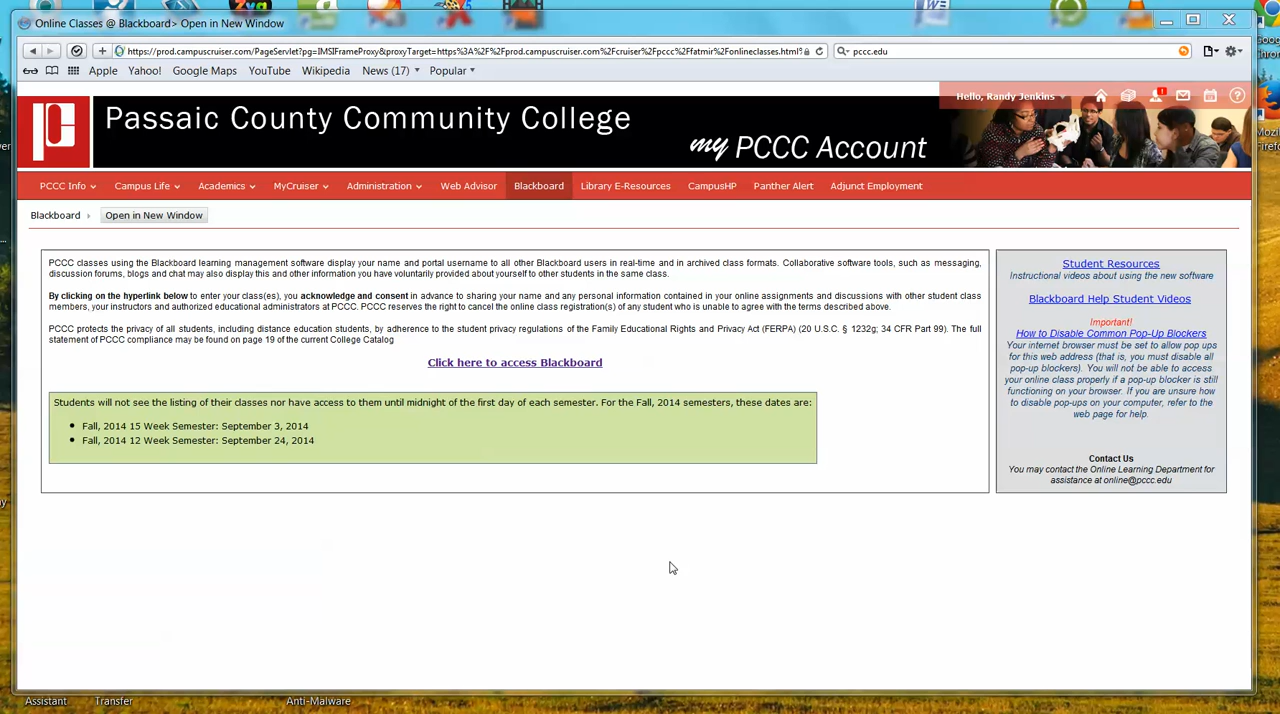 Online Classes @ Blackboard> Open in New Window
https://prod.campuscruiser.com/PageServlet?pg=IMSIFrameProxy&proxyTarget=https%3A%2F%2Fprod.campuscruiser.com%2Fcruiser%2Fpccc%2Ffatmir%2Fonlineclasses.html?
pccc.edu
Apple Yahoo! Google Maps YouTube Wikipedia News (17) Popular
Hello, Randy Jenkins
Passaic County Community College
my PCCC Account
PCCC Info Campus Life Academics MyCruiser Administration Web Advisor Blackboard Library E-Resources CampusHP Panther Alert Adjunct Employment
Blackboard Open in New Window
PCCC classes using the Blackboard learning management software display your name and portal username to all other Blackboard users in real-time and in archived class formats. Collaborative software tools, such as messaging,
discussion forums, blogs and chat may also display this and other information you have voluntarily provided about yourself to other students in the same class.
By clicking on the hyperlink below to enter your class(es), you acknowledge and consent in advance to sharing your name and any personal information contained in your online assignments and discussions with other student class
members, your instructors and authorized educational administrators at PCCC. PCCC reserves the right to cancel the online class registration(s) of any student who is unable to agree with the terms described above.
PCCC protects the privacy of all students, including distance education students, by adherence to the student privacy regulations of the Family Educational Rights and Privacy Act (FERPA) (20 U.S.C. § 1232g; 34 CFR Part 99). The full
statement of PCCC compliance may be found on page 19 of the current College Catalog
Click here to access Blackboard
Students will not see the listing of their classes nor have access to them until midnight of the first day of each semester. For the Fall, 2014 semesters, these dates are:
Fall, 2014 15 Week Semester: September 3, 2014
Fall, 2014 12 Week Semester: September 24, 2014
Student Resources
Instructional videos about using the new software
Blackboard Help Student Videos
Important!
How to Disable Common Pop-Up Blockers
Your internet browser must be set to allow pop ups
for this web address (that is, you must disable all
pop-up blockers). You will not be able to access
your online class properly if a pop-up blocker is still
functioning on your browser. If you are unsure how
to disable pop-ups on your computer, refer to the
web page for help.
Contact Us
You may contact the Online Learning Department for
assistance at online@pccc.edu
Assistant Transfer Anti-Malware